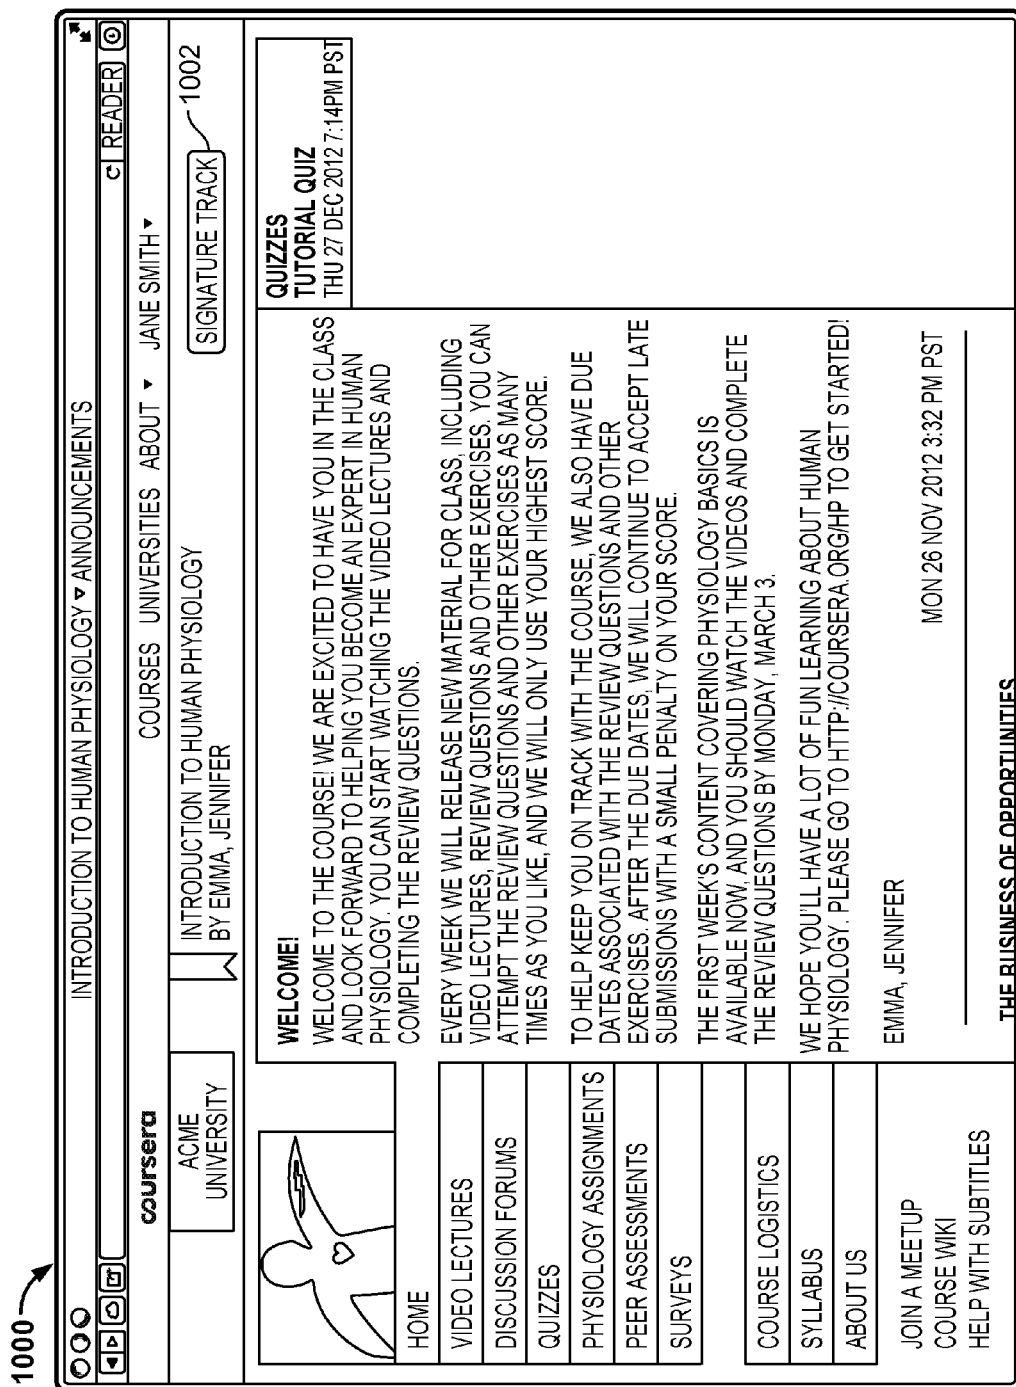 1000
INTRODUCTION TO HUMAN PHYSIOLOGY ▿ ANNOUNCEMENTS
READER
coursera
COURSES UNIVERSITIES ABOUT ▾ JANE SMITH ▾
ACME
UNIVERSITY
INTRODUCTION TO HUMAN PHYSIOLOGY
BY EMMA, JENNIFER
SIGNATURE TRACK
1002
HOME
VIDEO LECTURES
DISCUSSION FORUMS
QUIZZES
PHYSIOLOGY ASSIGNMENTS
PEER ASSESSMENTS
SURVEYS
COURSE LOGISTICS
SYLLABUS
ABOUT US
JOIN A MEETUP
COURSE WIKI
HELP WITH SUBTITLES
WELCOME!
WELCOME TO THE COURSE! WE ARE EXCITED TO HAVE YOU IN THE CLASS
AND LOOK FORWARD TO HELPING YOU BECOME AN EXPERT IN HUMAN
PHYSIOLOGY. YOU CAN START WATCHING THE VIDEO LECTURES AND
COMPLETING THE REVIEW QUESTIONS.
EVERY WEEK WE WILL RELEASE NEW MATERIAL FOR CLASS, INCLUDING
VIDEO LECTURES, REVIEW QUESTIONS AND OTHER EXERCISES. YOU CAN
ATTEMPT THE REVIEW QUESTIONS AND OTHER EXERCISES AS MANY
TIMES AS YOU LIKE, AND WE WILL ONLY USE YOUR HIGHEST SCORE.
TO HELP KEEP YOU ON TRACK WITH THE COURSE, WE ALSO HAVE DUE
DATES ASSOCIATED WITH THE REVIEW QUESTIONS AND OTHER
EXERCISES. AFTER THE DUE DATES, WE WILL CONTINUE TO ACCEPT LATE
SUBMISSIONS WITH A SMALL PENALTY ON YOUR SCORE.
THE FIRST WEEK'S CONTENT COVERING PHYSIOLOGY BASICS IS
AVAILABLE NOW, AND YOU SHOULD WATCH THE VIDEOS AND COMPLETE
THE REVIEW QUESTIONS BY MONDAY, MARCH 3.
WE HOPE YOU'LL HAVE A LOT OF FUN LEARNING ABOUT HUMAN
PHYSIOLOGY. PLEASE GO TO HTTP://COURSERA.ORG/HP TO GET STARTED!
EMMA, JENNIFER
MON 26 NOV 2012 3:32 PM PST
THE BUSINESS OF OPPORTUNITIES
QUIZZES
TUTORIAL QUIZ
THU 27 DEC 2012 7:14PM PST